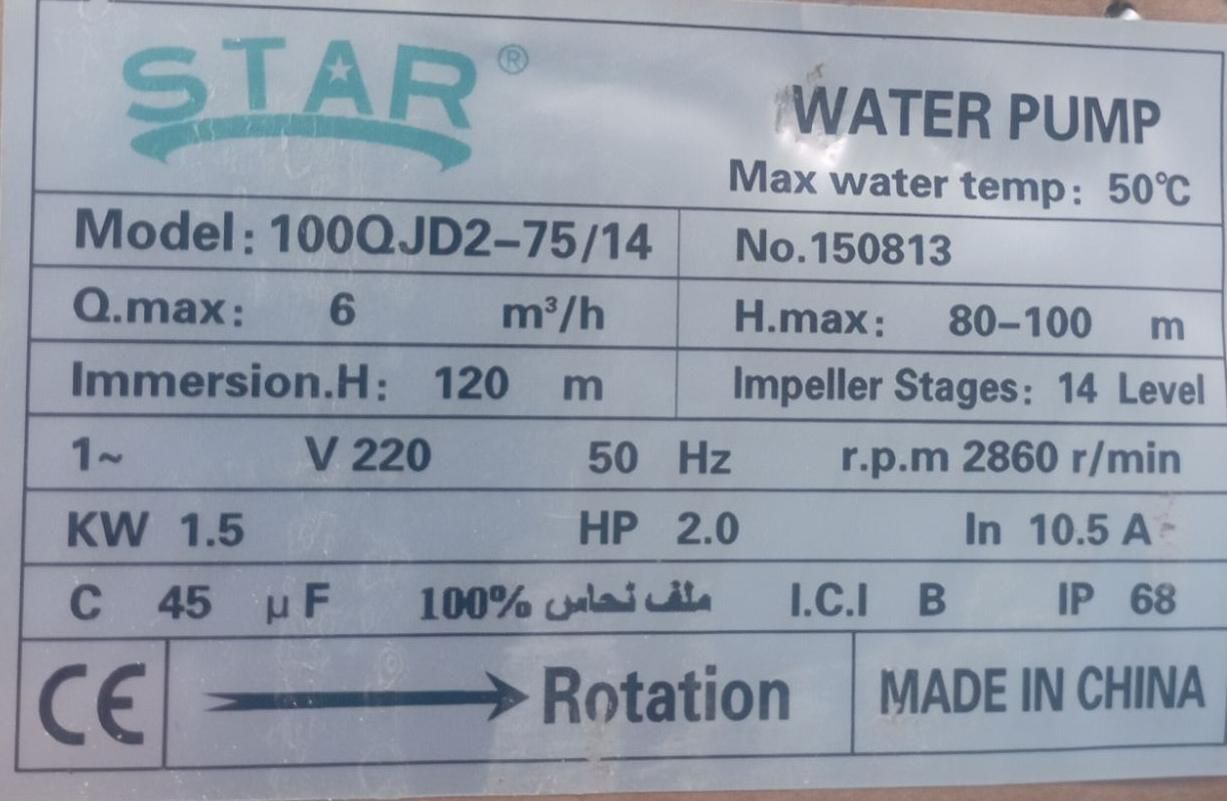 STAR®
WATER PUMP
Max water temp: 50℃
Model: 100QJD2-75/14 No.150813
Q.max: 6 m³/h H.max: 80-100 m
Immersion.H: 120 m Impeller Stages: 14 Level
1~ V 220 50 Hz r.p.m 2860 r/min
KW 1.5 HP 2.0 In 10.5 A
C 45 µF 100% ملف نحاس I.C.I B IP 68
CE Rotation MADE IN CHINA